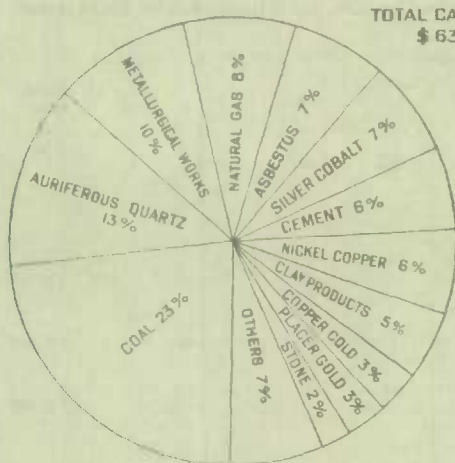 TOTAL CA
$ 63
NATURAL GAS 8%
ASBESTUS 7%
SILVER COBALT 7%
CEMENT 6%
NICKEL COPPER 6%
CLAY PRODUCTS 5%
COPPER GOLD 3%
PLACER GOLD 3%
STONE 2%
OTHERS 7%
COAL 23%
AURIFEROUS QUARTZ
13%
METALLURGICAL WORKS
10%